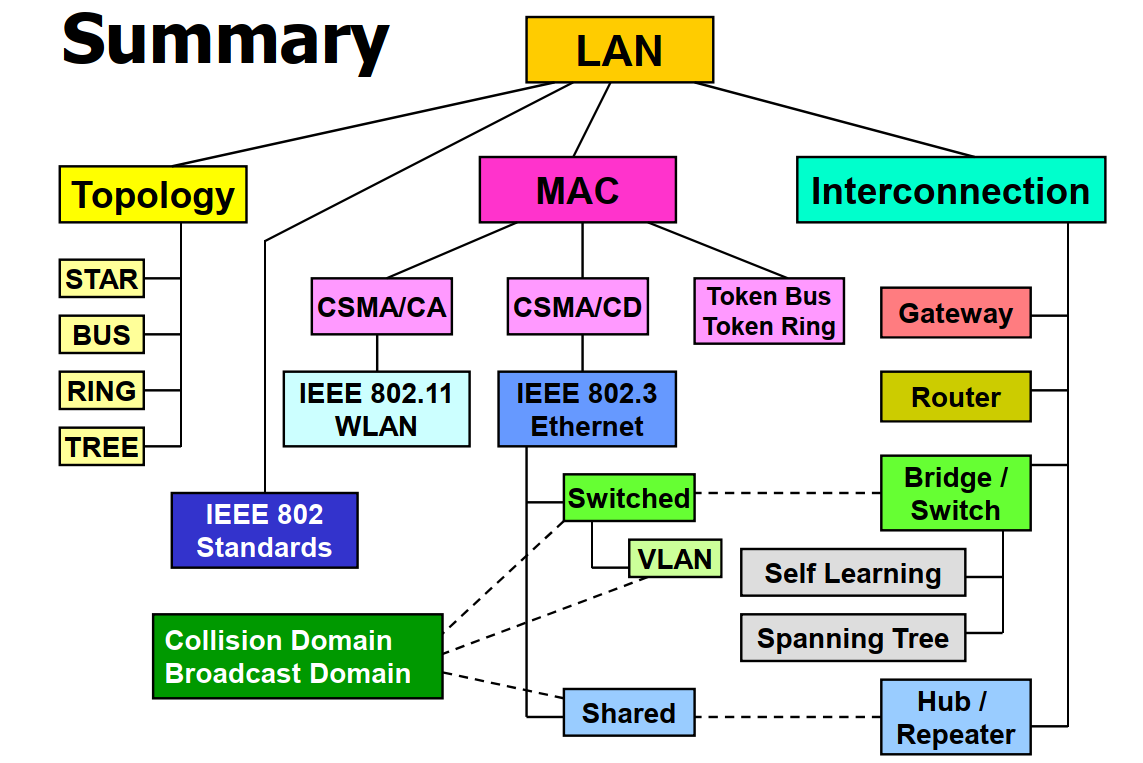 Summary
LAN
Topology
MAC
Interconnection
STAR
BUS
RING
TREE
CSMA/CA
CSMA/CD
Token Bus
Token Ring
Gateway
Router
IEEE 802.11
WLAN
IEEE 802.3
Ethernet
Bridge /
Switch
Switched
VLAN
IEEE 802
Standards
Self Learning
Spanning Tree
Collision Domain
Broadcast Domain
Shared
Hub /
Repeater